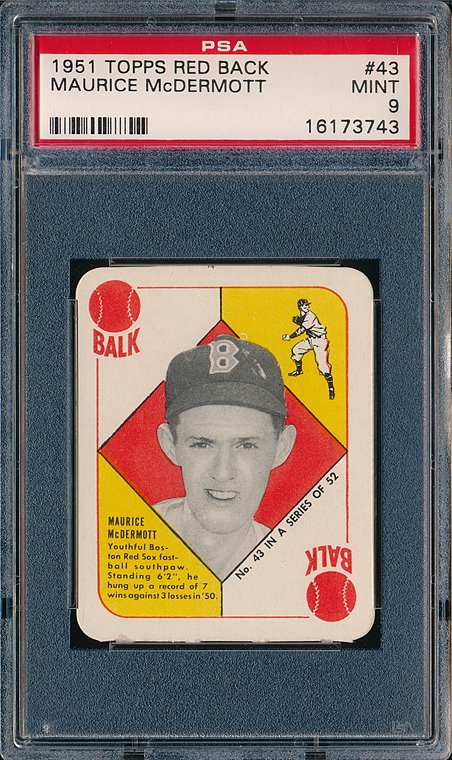 PSA
1951 TOPPS RED BACK #43
MAURICE McDERMOTT MINT
9
16173743
BALK
B
MAURICE
McDERMOTT
Youthful Bos-
ton Red Sox fast-
ball southpaw.
Standing 6'2", he
hung up a record of 7
wins against 3 losses in '50.
No. 43 IN A SERIES OF 52
BALK